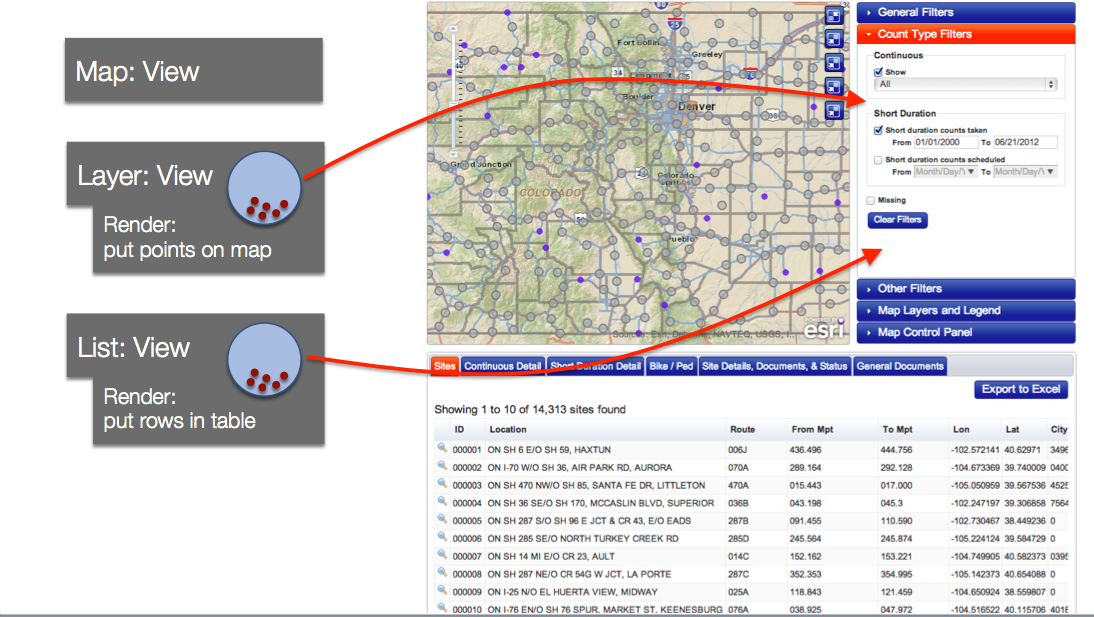 Map: View
Layer: View
Render:
put points on map
List: View
Render:
put rows in table
Fort Collins
Greeley
34
25
Boulder
Denver
Grand Junction
COLORADO
Colorado
Springs
Pueblo
NAVTEQ, USGS, I...
esri
General Filters
Count Type Filters
Continuous
Show
All
Short Duration
Short duration counts taken
From 01/01/2000 To 06/21/2012
Short duration counts scheduled
From Month/Day/Y To Month/Day/Y
Missing
Clear Filters
Other Filters
Map Layers and Legend
Map Control Panel
Sites Continuous Detail Short Duration Detail Bike / Ped Site Details, Documents, & Status General Documents
Export to Excel
Showing 1 to 10 of 14,313 sites found
ID Location Route From Mpt To Mpt Lon Lat City
000001 ON SH 6 E/O SH 59, HAXTUN 006J 436.496 444.756 -102.572141 40.62971 3496
000002 ON I-70 W/O SH 36, AIR PARK RD, AURORA 070A 289.164 292.128 -104.673369 39.740009 0400
000003 ON SH 470 NW/O SH 85, SANTA FE DR, LITTLETON 470A 015.443 017.000 -105.050959 39.567536 4525
000004 ON SH 36 SE/O SH 170, MCCASLIN BLVD, SUPERIOR 036B 043.198 045.3 -102.247197 39.306858 7564
000005 ON SH 287 S/O SH 96 E JCT & CR 43, E/O EADS 287B 091.455 110.590 -102.730467 38.449236 0
000006 ON SH 285 SE/O NORTH TURKEY CREEK RD 285D 245.564 245.874 -105.224124 39.584729 0
000007 ON SH 14 MI E/O CR 23, AULT 014C 152.162 153.221 -104.749905 40.582373 0395
000008 ON SH 287 NE/O CR 54G W JCT, LA PORTE 287C 352.353 354.995 -105.142373 40.654088 0
000009 ON I-25 N/O EL HUERTA VIEW, MIDWAY 025A 118.843 121.459 -104.650924 38.559807 0
000010 ON I-76 EN/O SH 76 SPUR, MARKET ST, KEENESBURG 076A 038.925 047.972 -104.516522 40.115706 4018